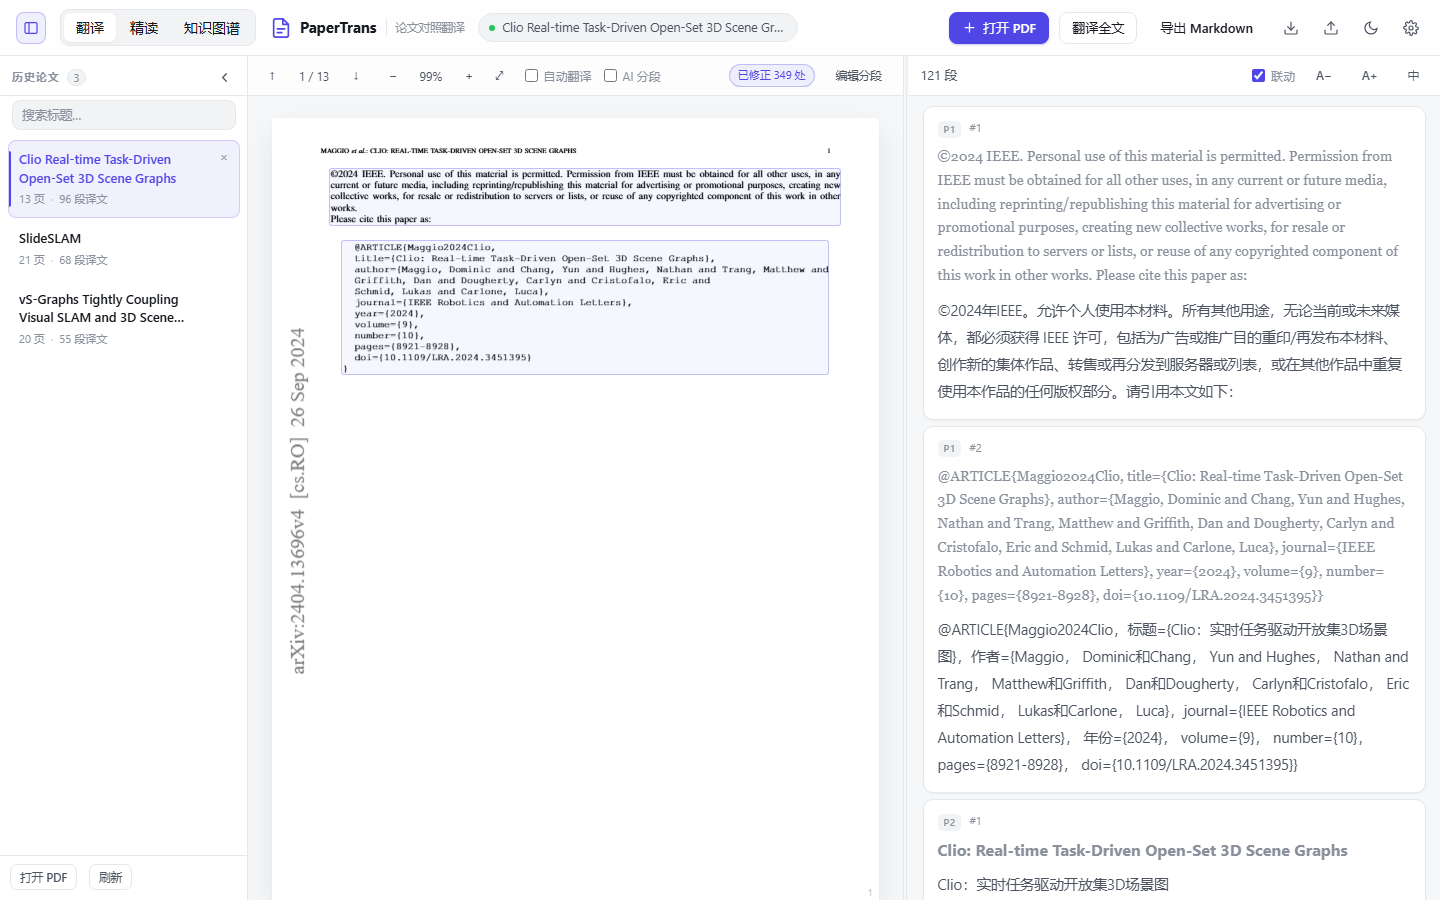 翻译 精读 知识图谱 PaperTrans 论文对照翻译 Clio Real-time Task-Driven Open-Set 3D Scene Gr... + 打开 PDF 翻译全文 导出 Markdown
历史论文 3
搜索标题...
Clio Real-time Task-Driven Open-Set 3D Scene Graphs ×
13 页 · 96 段译文
SlideSLAM
21 页 · 68 段译文
vS-Graphs Tightly Coupling
Visual SLAM and 3D Scene...
20 页 · 55 段译文
打开 PDF 刷新
↑ 1 / 13 ↓ − 99% + 自动翻译 AI 分段 已修正 349 处 编辑分段
MAGGIO et al.: CLIO: REAL-TIME TASK-DRIVEN OPEN-SET 3D SCENE GRAPHS 1
©2024 IEEE. Personal use of this material is permitted. Permission from IEEE must be obtained for all other uses, in any
current or future media, including reprinting/republishing this material for advertising or promotional purposes, creating new
collective works, for resale or redistribution to servers or lists, or reuse of any copyrighted component of this work in other
works.
Please cite this paper as:
@ARTICLE{Maggio2024Clio,
title={Clio: Real-time Task-Driven Open-Set 3D Scene Graphs},
author={Maggio, Dominic and Chang, Yun and Hughes, Nathan and Trang, Matthew and
Griffith, Dan and Dougherty, Carlyn and Cristofalo, Eric and
Schmid, Lukas and Carlone, Luca},
journal={IEEE Robotics and Automation Letters},
year={2024},
volume={9},
number={10},
pages={8921-8928},
doi={10.1109/LRA.2024.3451395}
}
arXiv:2404.13696v4 [cs.RO] 26 Sep 2024
1
121 段 联动 A− A+ 中
P1 #1
©2024 IEEE. Personal use of this material is permitted. Permission from
IEEE must be obtained for all other uses, in any current or future media,
including reprinting/republishing this material for advertising or
promotional purposes, creating new collective works, for resale or
redistribution to servers or lists, or reuse of any copyrighted component of
this work in other works. Please cite this paper as:
©2024年IEEE。允许个人使用本材料。所有其他用途，无论当前或未来媒
体，都必须获得 IEEE 许可，包括为广告或推广目的重印/再发布本材料、
创作新的集体作品、转售或再分发到服务器或列表，或在其他作品中重复
使用本作品的任何版权部分。请引用本文如下：
P1 #2
@ARTICLE{Maggio2024Clio, title={Clio: Real-time Task-Driven Open-Set
3D Scene Graphs}, author={Maggio, Dominic and Chang, Yun and Hughes,
Nathan and Trang, Matthew and Griffith, Dan and Dougherty, Carlyn and
Cristofalo, Eric and Schmid, Lukas and Carlone, Luca}, journal={IEEE
Robotics and Automation Letters}, year={2024}, volume={9}, number=
{10}, pages={8921-8928}, doi={10.1109/LRA.2024.3451395}}
@ARTICLE{Maggio2024Clio，标题={Clio：实时任务驱动开放集3D场景
图}，作者={Maggio， Dominic和Chang， Yun and Hughes， Nathan and
Trang， Matthew和Griffith， Dan和Dougherty， Carlyn和Cristofalo， Eric
和Schmid， Lukas和Carlone， Luca}，journal={IEEE Robotics and
Automation Letters}， 年份={2024}， volume={9}， number={10}，
pages={8921-8928}， doi={10.1109/LRA.2024.3451395}}
P2 #1
Clio: Real-time Task-Driven Open-Set 3D Scene Graphs
Clio：实时任务驱动开放集3D场景图